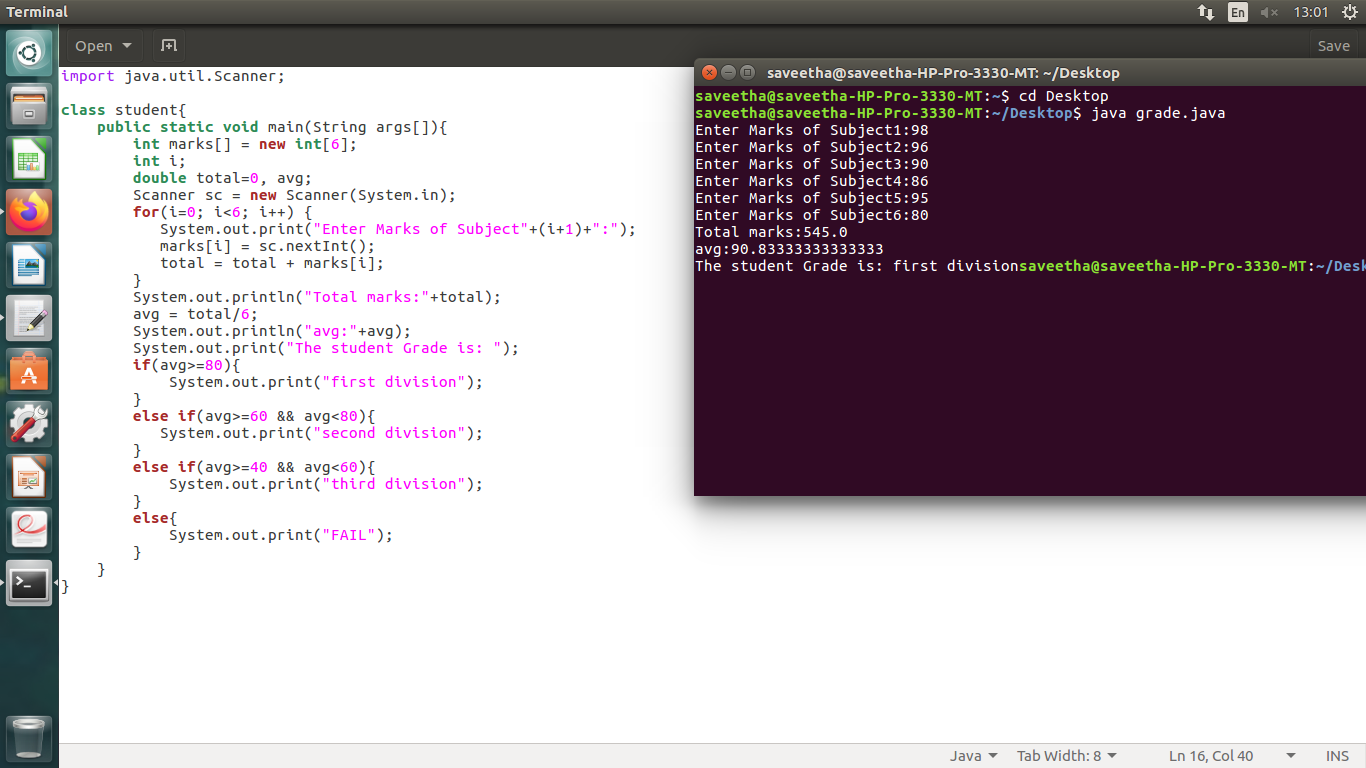 Terminal
En
13:01
Open
Save
import java.util.Scanner;
class student{
    public static void main(String args[]){
        int marks[] = new int[6];
        int i;
        double total=0, avg;
        Scanner sc = new Scanner(System.in);
        for(i=0; i<6; i++) {
           System.out.print("Enter Marks of Subject"+(i+1)+":");
           marks[i] = sc.nextInt();
           total = total + marks[i];
        }
        System.out.println("Total marks:"+total);
        avg = total/6;
        System.out.println("avg:"+avg);
        System.out.print("The student Grade is: ");
        if(avg>=80){
            System.out.print("first division");
        }
        else if(avg>=60 && avg<80){
           System.out.print("second division");
        }
        else if(avg>=40 && avg<60){
            System.out.print("third division");
        }
        else{
            System.out.print("FAIL");
        }
    }
}
saveetha@saveetha-HP-Pro-3330-MT: ~/Desktop
saveetha@saveetha-HP-Pro-3330-MT:~$ cd Desktop
saveetha@saveetha-HP-Pro-3330-MT:~/Desktop$ java grade.java
Enter Marks of Subject1:98
Enter Marks of Subject2:96
Enter Marks of Subject3:90
Enter Marks of Subject4:86
Enter Marks of Subject5:95
Enter Marks of Subject6:80
Total marks:545.0
avg:90.83333333333333
The student Grade is: first divisionsaveetha@saveetha-HP-Pro-3330-MT:~/Desk
Java
Tab Width: 8
Ln 16, Col 40
INS